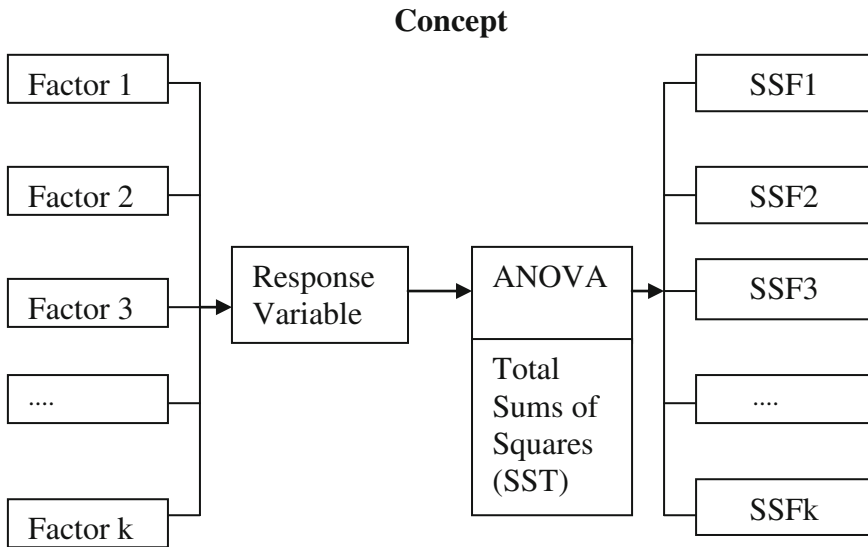 Concept
Factor 1
Factor 2
Factor 3
....
Factor k
Response
Variable
ANOVA
Total
Sums of
Squares
(SST)
SSF1
SSF2
SSF3
....
SSFk